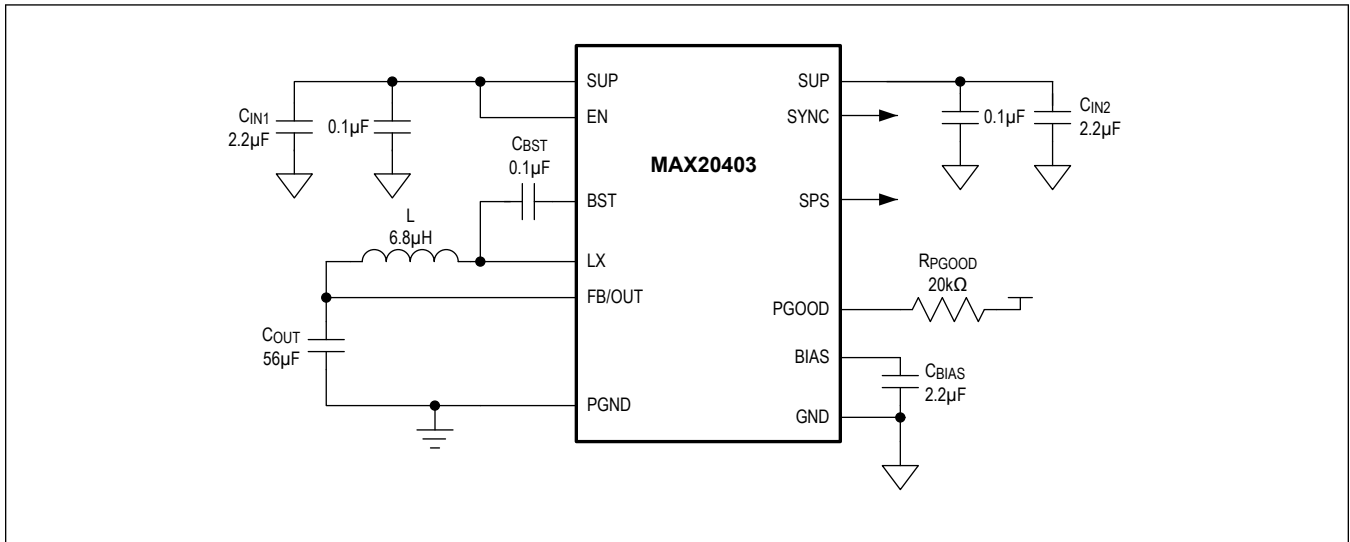 SUP
EN
BST
LX
FB/OUT
PGND
MAX20403
SUP
SYNC
SPS
PGOOD
BIAS
GND
CIN1
2.2µF
0.1µF
CBST
0.1µF
L
6.8µH
COUT
56µF
0.1µF
CIN2
2.2µF
RPGOOD
20kΩ
CBIAS
2.2µF